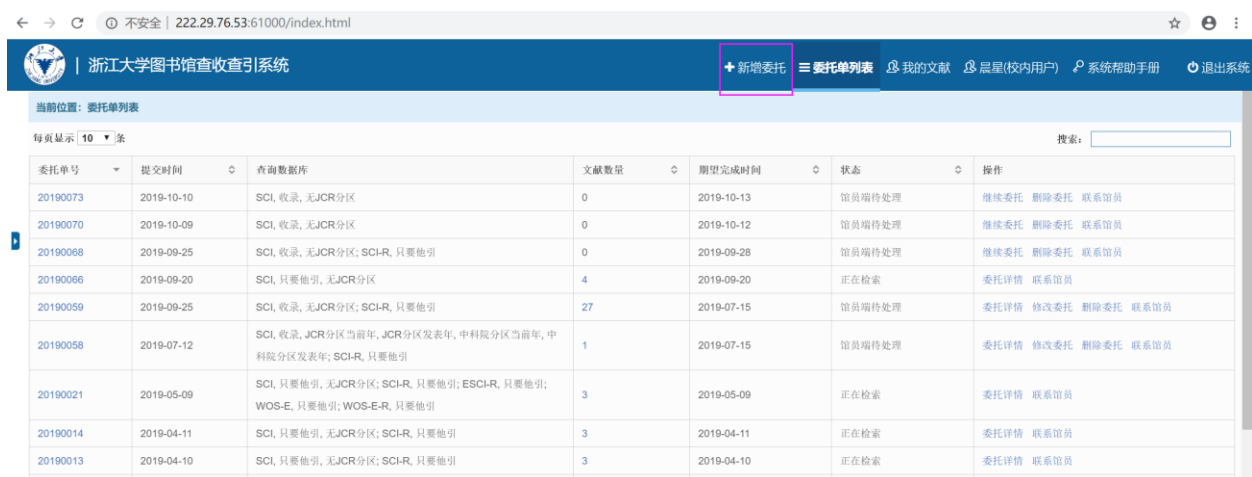 不安全 | 222.29.76.53:61000/index.html
浙江大学图书馆查收查引系统
新增委托 委托单列表 我的文献 晨星(校内用户) 系统帮助手册 退出系统
当前位置：委托单列表
每页显示 10 条 搜索：
委托单号 提交时间 查询数据库 文献数量 期望完成时间 状态 操作
20190073 2019-10-10 SCI, 收录, 无JCR分区 0 2019-10-13 馆员端待处理 继续委托 删除委托 联系馆员
20190070 2019-10-09 SCI, 收录, 无JCR分区 0 2019-10-12 馆员端待处理 继续委托 删除委托 联系馆员
20190068 2019-09-25 SCI, 收录, 无JCR分区; SCI-R, 只要他引 0 2019-09-28 馆员端待处理 继续委托 删除委托 联系馆员
20190066 2019-09-20 SCI, 只要他引, 无JCR分区 4 2019-09-20 正在检索 委托详情 联系馆员
20190059 2019-09-25 SCI, 收录, 无JCR分区; SCI-R, 只要他引 27 2019-07-15 馆员端待处理 委托详情 修改委托 删除委托 联系馆员
SCI, 收录, JCR分区当前年, JCR分区发表年, 中科院分区当前年, 中
20190058 2019-07-12 科院分区发表年; SCI-R, 只要他引 1 2019-07-15 馆员端待处理 委托详情 修改委托 删除委托 联系馆员
SCI, 只要他引, 无JCR分区; SCI-R, 只要他引; ESCI-R, 只要他引;
20190021 2019-05-09 WOS-E, 只要他引; WOS-E-R, 只要他引 3 2019-05-09 正在检索 委托详情 联系馆员
20190014 2019-04-11 SCI, 只要他引, 无JCR分区; SCI-R, 只要他引 3 2019-04-11 正在检索 委托详情 联系馆员
20190013 2019-04-10 SCI, 只要他引, 无JCR分区; SCI-R, 只要他引 3 2019-04-10 正在检索 委托详情 联系馆员